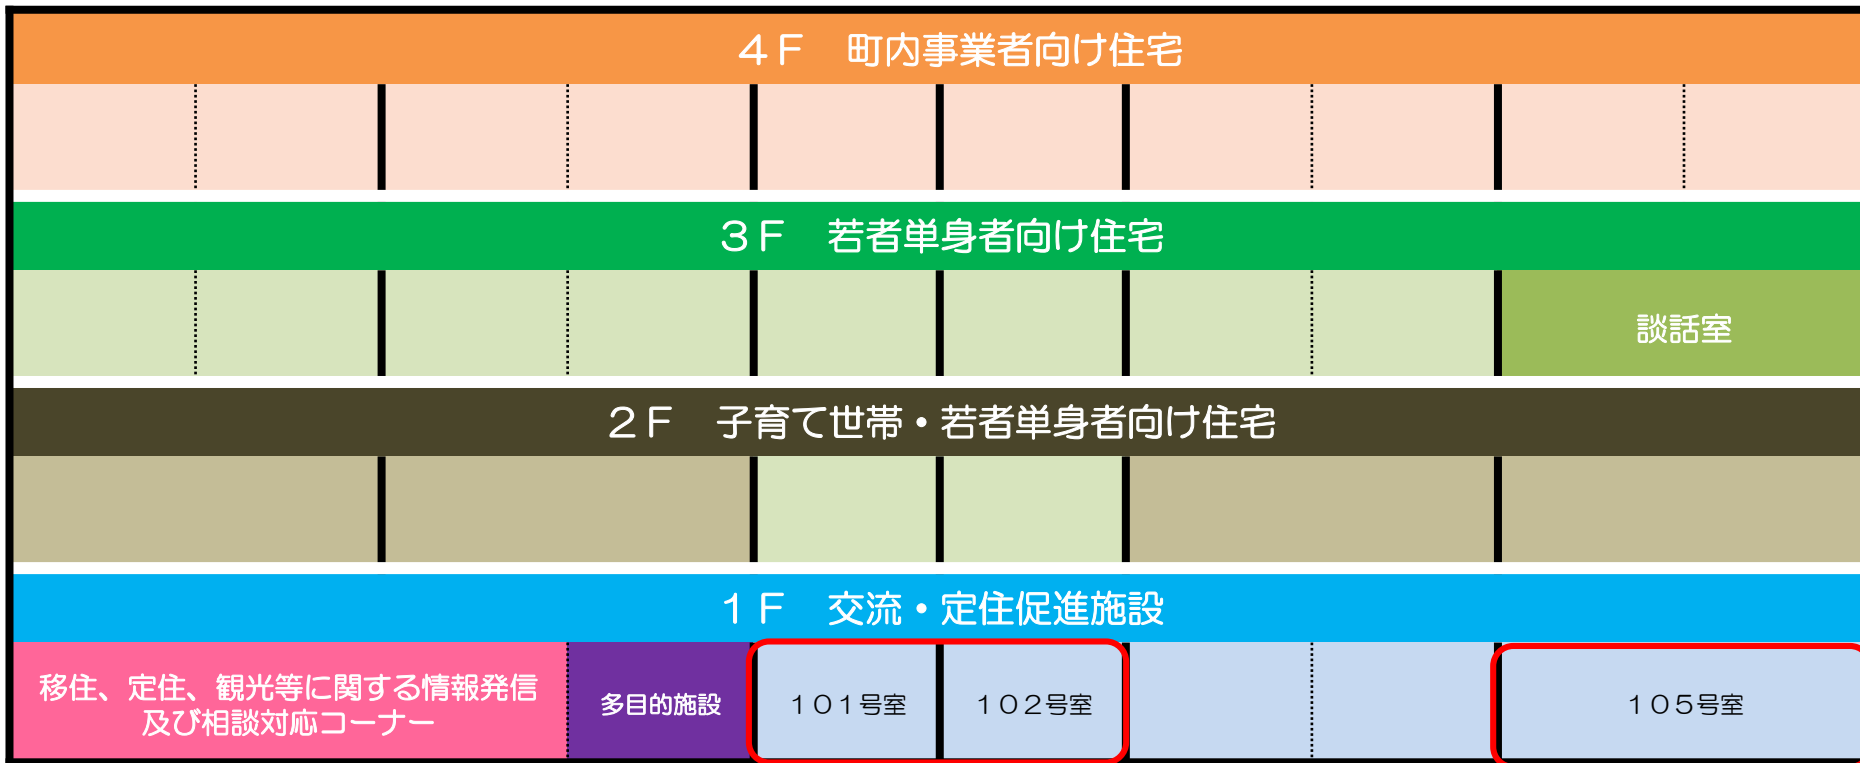 ４Ｆ　町内事業者向け住宅
３Ｆ　若者単身者向け住宅
談話室
２Ｆ　子育て世帯・若者単身者向け住宅
１Ｆ　交流・定住促進施設
移住、定住、観光等に関する情報発信
及び相談対応コーナー
多目的施設
１０１号室
１０２号室
１０５号室